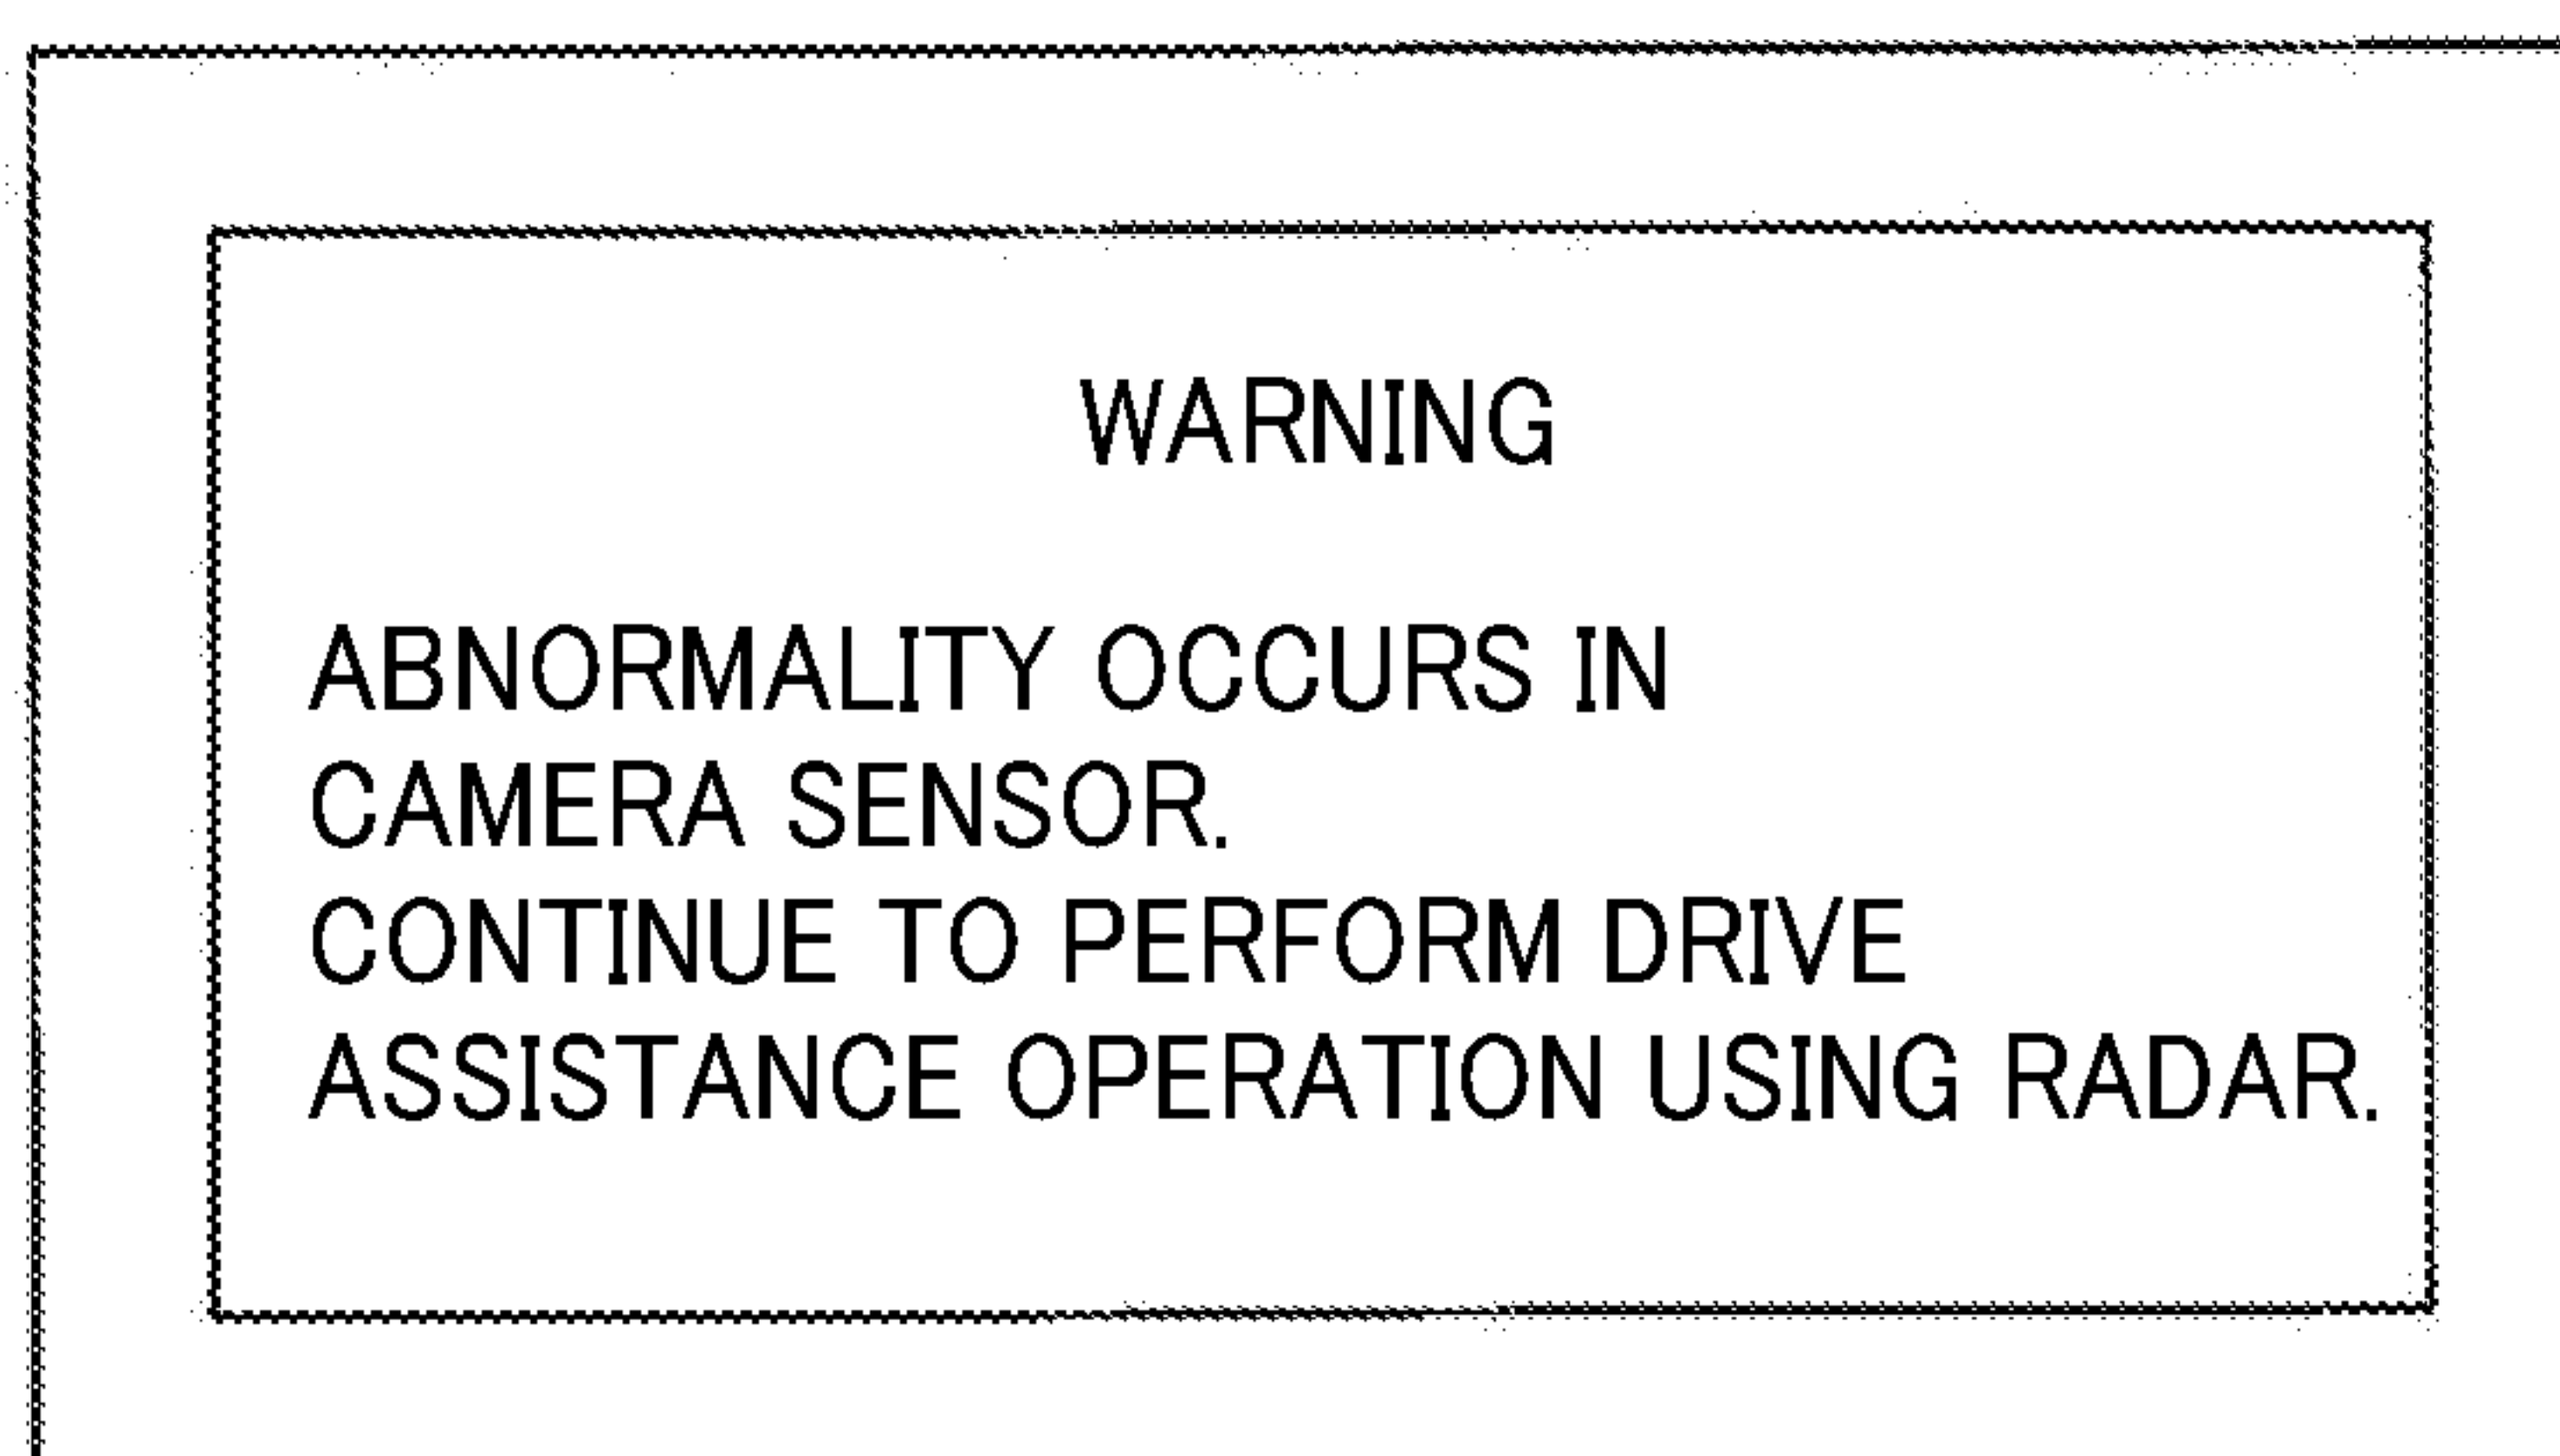 WARNING
ABNORMALITY OCCURS IN
CAMERA SENSOR.
CONTINUE TO PERFORM DRIVE
ASSISTANCE OPERATION USING RADAR.